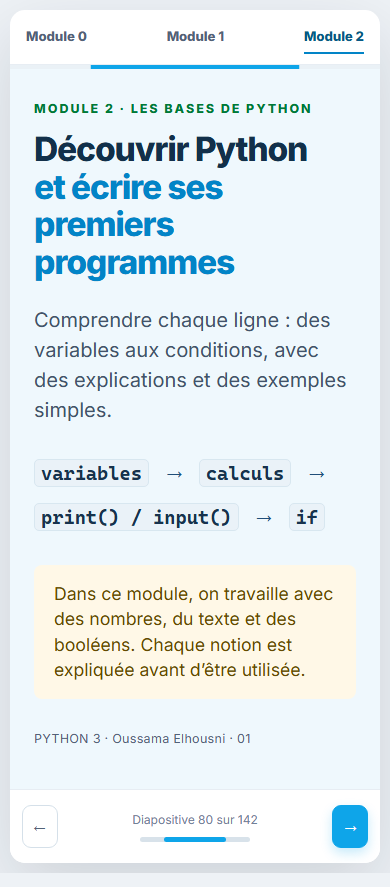 Module 0 Module 1 Module 2
MODULE 2 · LES BASES DE PYTHON
Découvrir Python
et écrire ses
premiers
programmes
Comprendre chaque ligne : des
variables aux conditions, avec
des explications et des exemples
simples.
variables → calculs →
print() / input() → if
Dans ce module, on travaille avec
des nombres, du texte et des
booléens. Chaque notion est
expliquée avant d’être utilisée.
PYTHON 3 · Oussama Elhousni · 01
← Diapositive 80 sur 142 →